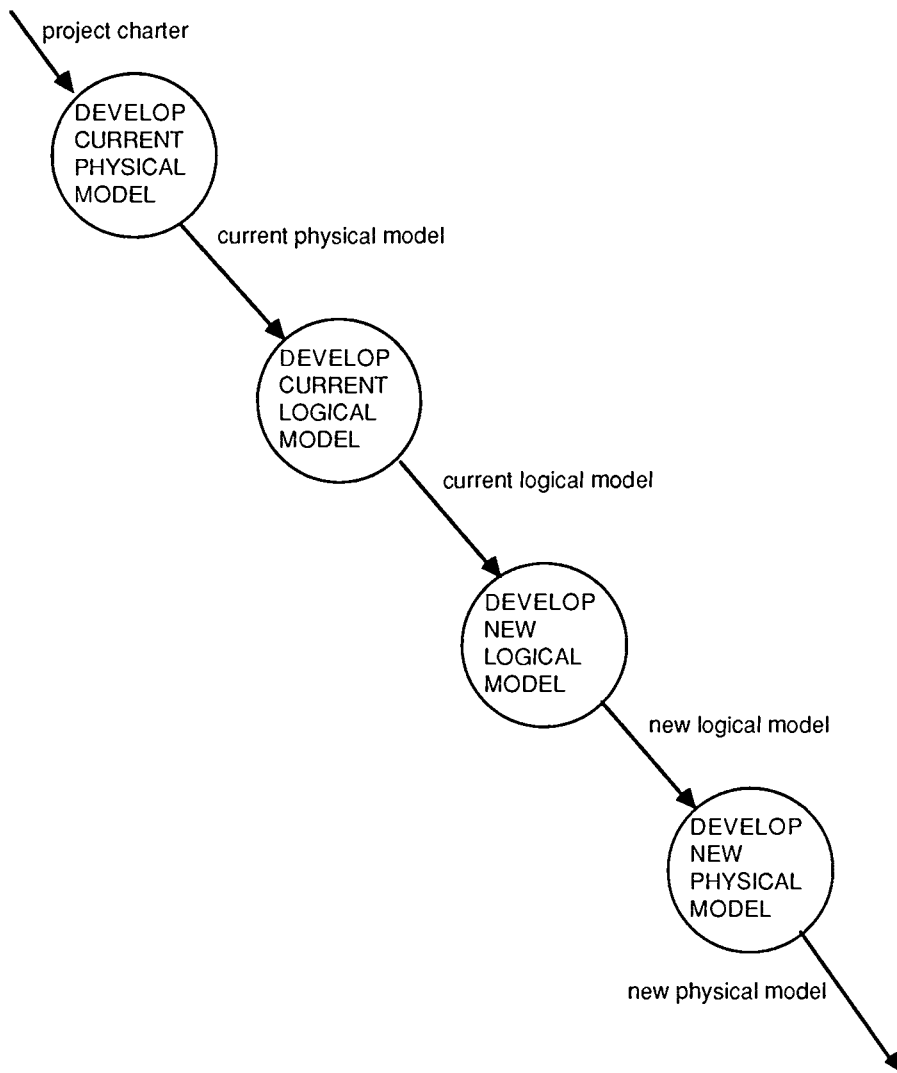 project charter
DEVELOP
CURRENT
PHYSICAL
MODEL
current physical model
DEVELOP
CURRENT
LOGICAL
MODEL
current logical model
DEVELOP
NEW
LOGICAL
MODEL
new logical model
DEVELOP
NEW
PHYSICAL
MODEL
new physical model